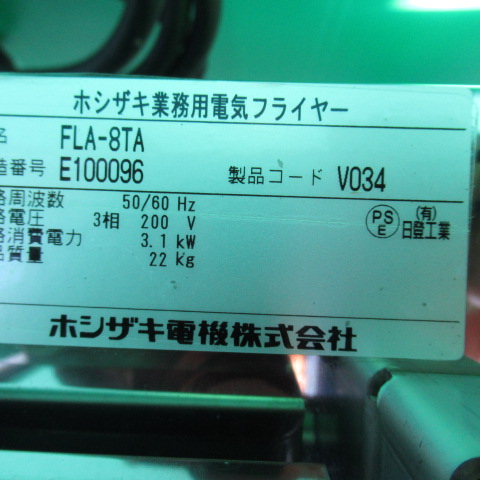 ホシザキ業務用電気フライヤー
名 FLA-8TA
造番号 E100096 製品コード V034
格周波数 50/60 Hz
格電圧 3相 200 V
格消費電力 3.1 kW
品質量 22 kg
PS E (有)日登工業
ホシザキ電機株式会社